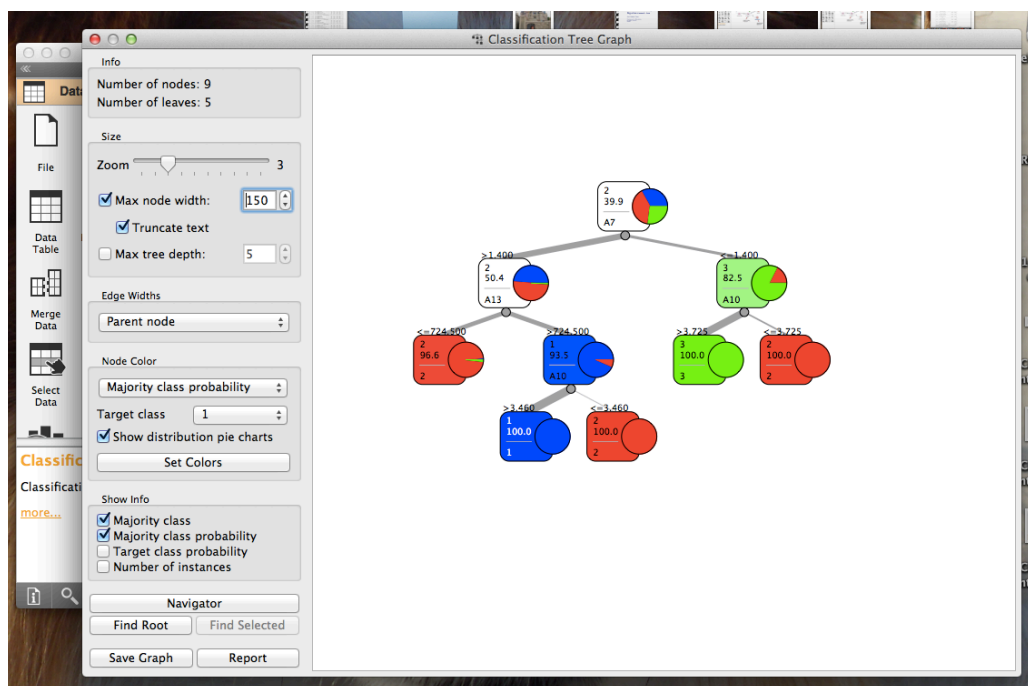 Classification Tree Graph
Info
Number of nodes: 9
Number of leaves: 5
Size
Zoom 3
Max node width: 150
Truncate text
Max tree depth: 5
Edge Widths
Parent node
Node Color
Majority class probability
Target class 1
Show distribution pie charts
Set Colors
Show Info
Majority class
Majority class probability
Target class probability
Number of instances
Navigator
Find Root Find Selected
Save Graph Report
File
Data
Table
Merge
Data
Select
Data
more...
2
39.9
A7
>1.400 <=1.400
2
50.4
A13
3
82.5
A10
<=724.500 >724.500 >3.725 <=3.725
2
96.6
2
1
93.5
A10
3
100.0
3
2
100.0
2
>3.460 <=3.460
1
100.0
1
2
100.0
2